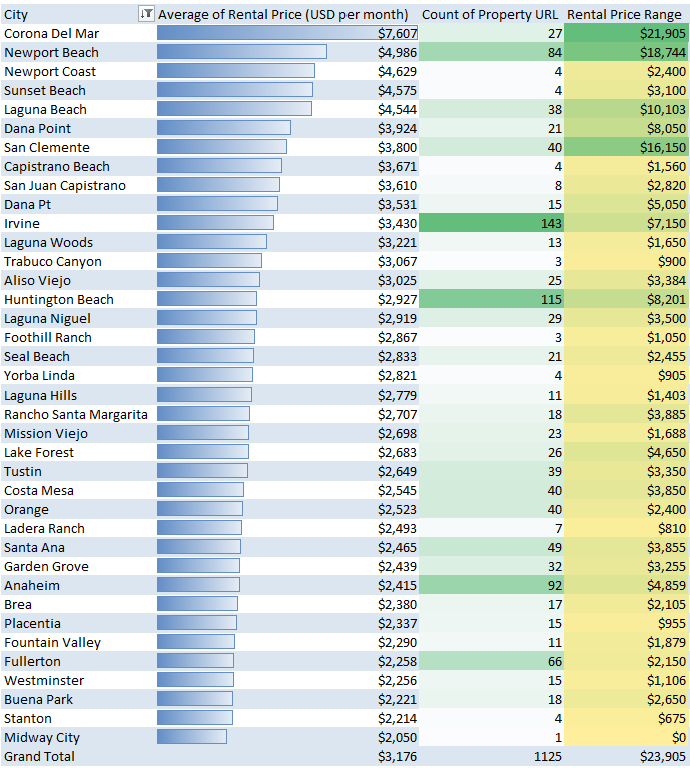 City Average of Rental Price (USD per month) Count of Property URL Rental Price Range
Corona Del Mar $7,607 27 $21,905
Newport Beach $4,986 84 $18,744
Newport Coast $4,629 4 $2,400
Sunset Beach $4,575 4 $3,100
Laguna Beach $4,544 38 $10,103
Dana Point $3,924 21 $8,050
San Clemente $3,800 40 $16,150
Capistrano Beach $3,671 4 $1,560
San Juan Capistrano $3,610 8 $2,820
Dana Pt $3,531 15 $5,050
Irvine $3,430 143 $7,150
Laguna Woods $3,221 13 $1,650
Trabuco Canyon $3,067 3 $900
Aliso Viejo $3,025 25 $3,384
Huntington Beach $2,927 115 $8,201
Laguna Niguel $2,919 29 $3,500
Foothill Ranch $2,867 3 $1,050
Seal Beach $2,833 21 $2,455
Yorba Linda $2,821 4 $905
Laguna Hills $2,779 11 $1,403
Rancho Santa Margarita $2,707 18 $3,885
Mission Viejo $2,698 23 $1,688
Lake Forest $2,683 26 $4,650
Tustin $2,649 39 $3,350
Costa Mesa $2,545 40 $3,850
Orange $2,523 40 $2,400
Ladera Ranch $2,493 7 $810
Santa Ana $2,465 49 $3,855
Garden Grove $2,439 32 $3,255
Anaheim $2,415 92 $4,859
Brea $2,380 17 $2,105
Placentia $2,337 15 $955
Fountain Valley $2,290 11 $1,879
Fullerton $2,258 66 $2,150
Westminster $2,256 15 $1,106
Buena Park $2,221 18 $2,650
Stanton $2,214 4 $675
Midway City $2,050 1 $0
Grand Total $3,176 1125 $23,905